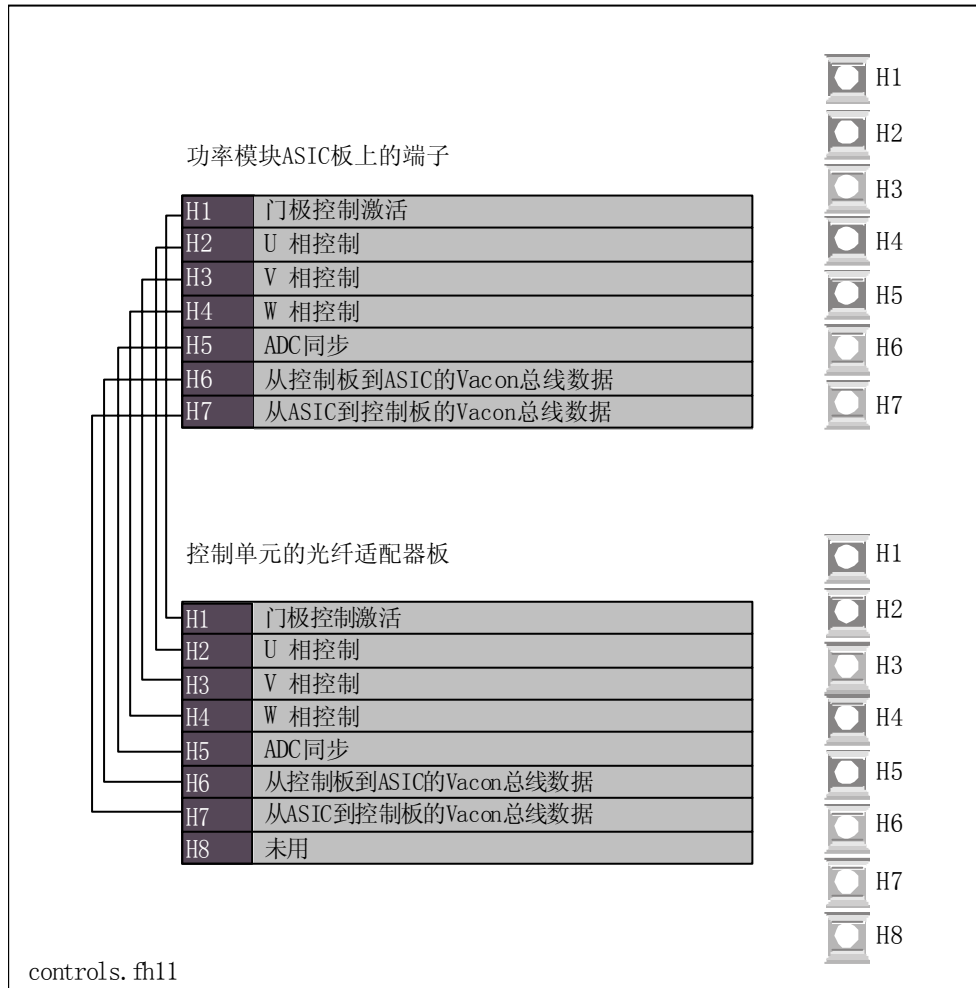 功率模块ASIC板上的端子
H1 门极控制激活
H2 U 相控制
H3 V 相控制
H4 W 相控制
H5 ADC同步
H6 从控制板到ASIC的Vacon总线数据
H7 从ASIC到控制板的Vacon总线数据
H1
H2
H3
H4
H5
H6
H7
控制单元的光纤适配器板
H1 门极控制激活
H2 U 相控制
H3 V 相控制
H4 W 相控制
H5 ADC同步
H6 从控制板到ASIC的Vacon总线数据
H7 从ASIC到控制板的Vacon总线数据
H8 未用
H1
H2
H3
H4
H5
H6
H7
H8
controls.fh11